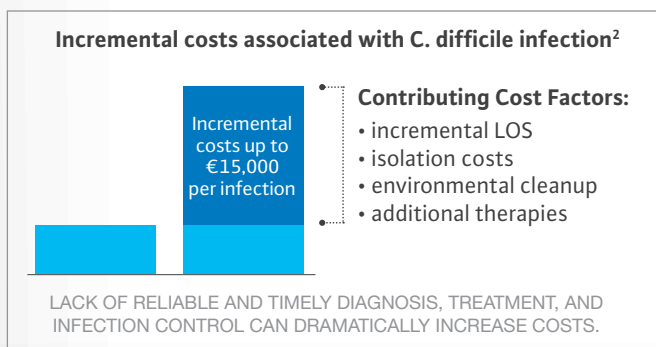 Incremental costs associated with C. difficile infection²
Incremental
costs up to
€15,000
per infection
Contributing Cost Factors:
• incremental LOS
• isolation costs
• environmental cleanup
• additional therapies
LACK OF RELIABLE AND TIMELY DIAGNOSIS, TREATMENT, AND
INFECTION CONTROL CAN DRAMATICALLY INCREASE COSTS.